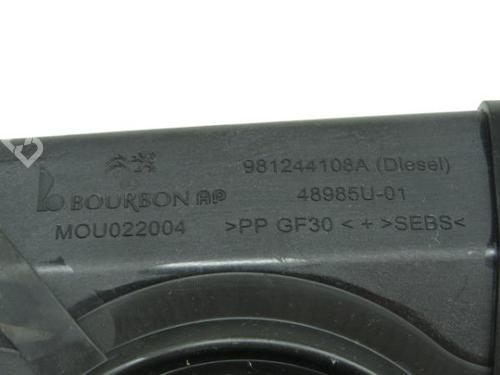 981244108A (Diesel)
BOURBON AP
48985U-01
MOU022004
>PP GF30 < + >SEBS<